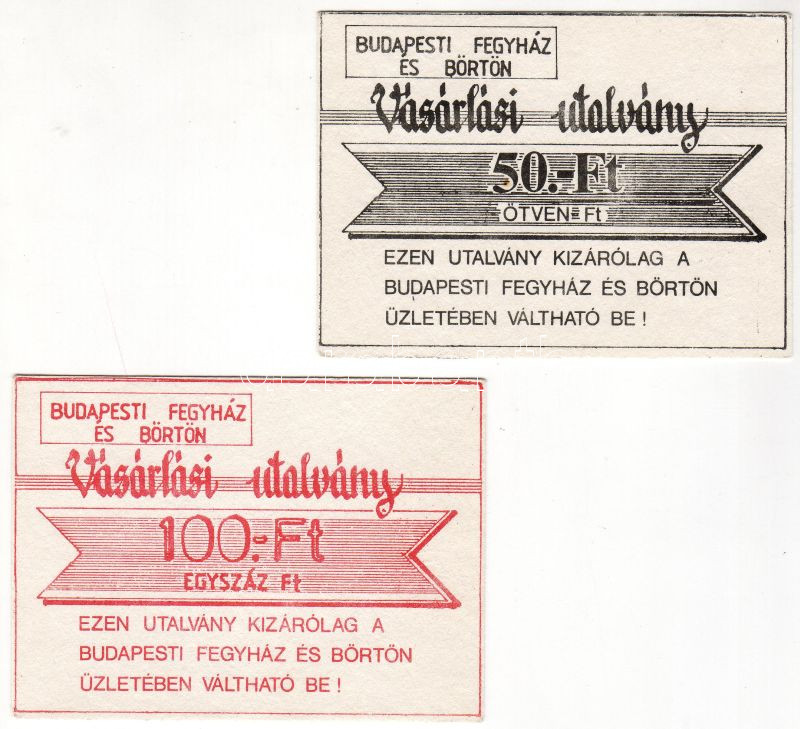 BUDAPESTI FEGYHÁZ
ÉS BÖRTÖN
Vásárlási utalvány
50.-Ft
ÖTVEN Ft
EZEN UTALVÁNY KIZÁRÓLAG A
BUDAPESTI FEGYHÁZ ÉS BÖRTÖN
ÜZLETÉBEN VÁLTHATÓ BE !
BUDAPESTI FEGYHÁZ
ÉS BÖRTÖN
Vásárlási utalvány
100.-Ft
EGYSZÁZ Ft
EZEN UTALVÁNY KIZÁRÓLAG A
BUDAPESTI FEGYHÁZ ÉS BÖRTÖN
ÜZLETÉBEN VÁLTHATÓ BE !